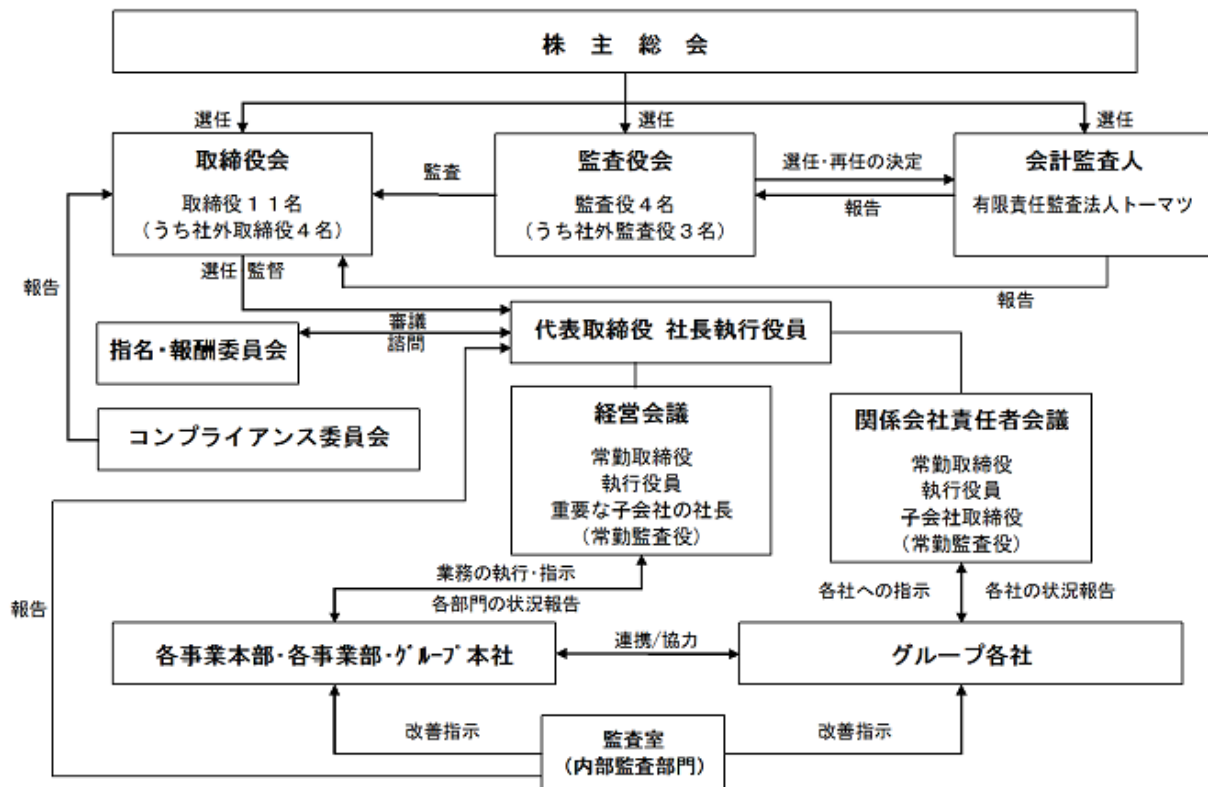 株 主 総 会
選任
選任
選任
取締役会
取締役11名
(うち社外取締役4名)
監査
監査役会
監査役4名
(うち社外監査役3名)
選任・再任の決定
報告
会計監査人
有限責任監査法人トーマツ
選任 監督
報告
報告
審議
諮問
代表取締役 社長執行役員
指名・報酬委員会
コンプライアンス委員会
経営会議
常勤取締役
執行役員
重要な子会社の社長
(常勤監査役)
関係会社責任者会議
常勤取締役
執行役員
子会社取締役
(常勤監査役)
業務の執行・指示
各部門の状況報告
各社への指示
各社の状況報告
報告
各事業本部・各事業部・グループ本社
連携/協力
グループ各社
改善指示
監査室
(内部監査部門)
改善指示